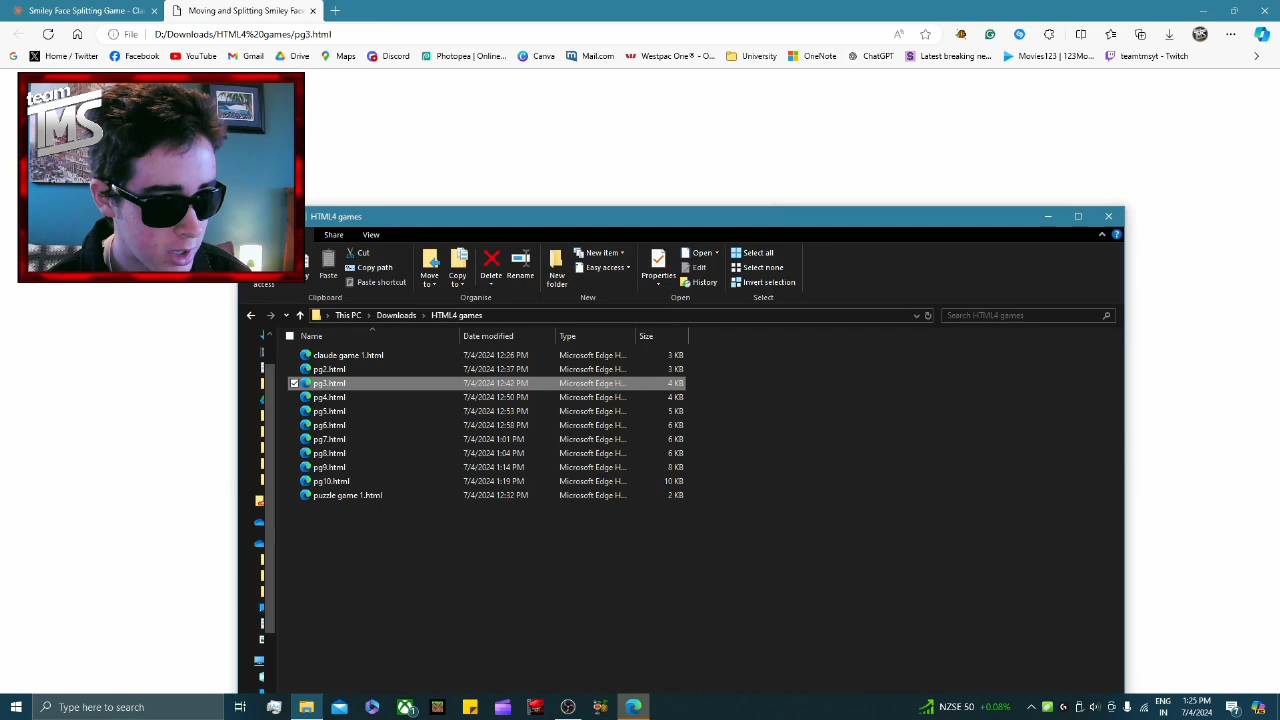 Smiley Face Splitting Game - Cla
Moving and Splitting Smiley Face
File
D:/Downloads/HTML4%20games/pg3.html
G Home / Twitter Facebook YouTube Gmail Drive Maps Discord Photopea | Online... Canva Mail.com Westpac One® - O... University OneNote ChatGPT Latest breaking ne... Movies123 | 123Mo... teamtmsyt - Twitch
team
TMS
HTML4 games
Share View
Paste
Cut
Copy path
Paste shortcut
Move to
Copy to
Delete
Rename
New folder
New item
Easy access
Properties
Open
Edit
History
Select all
Select none
Invert selection
access
Clipboard Organise New Open Select
This PC Downloads HTML4 games
Search HTML4 games
Name Date modified Type Size
claude game 1.html 7/4/2024 12:26 PM Microsoft Edge H... 3 KB
pg2.html 7/4/2024 12:37 PM Microsoft Edge H... 3 KB
pg3.html 7/4/2024 12:42 PM Microsoft Edge H... 4 KB
pg4.html 7/4/2024 12:50 PM Microsoft Edge H... 4 KB
pg5.html 7/4/2024 12:53 PM Microsoft Edge H... 5 KB
pg6.html 7/4/2024 12:58 PM Microsoft Edge H... 6 KB
pg7.html 7/4/2024 1:01 PM Microsoft Edge H... 6 KB
pg8.html 7/4/2024 1:04 PM Microsoft Edge H... 6 KB
pg9.html 7/4/2024 1:14 PM Microsoft Edge H... 8 KB
pg10.html 7/4/2024 1:19 PM Microsoft Edge H... 10 KB
puzzle game 1.html 7/4/2024 12:32 PM Microsoft Edge H... 2 KB
Type here to search
NZSE 50 +0.08%
ENG
IN
1:25 PM
7/4/2024